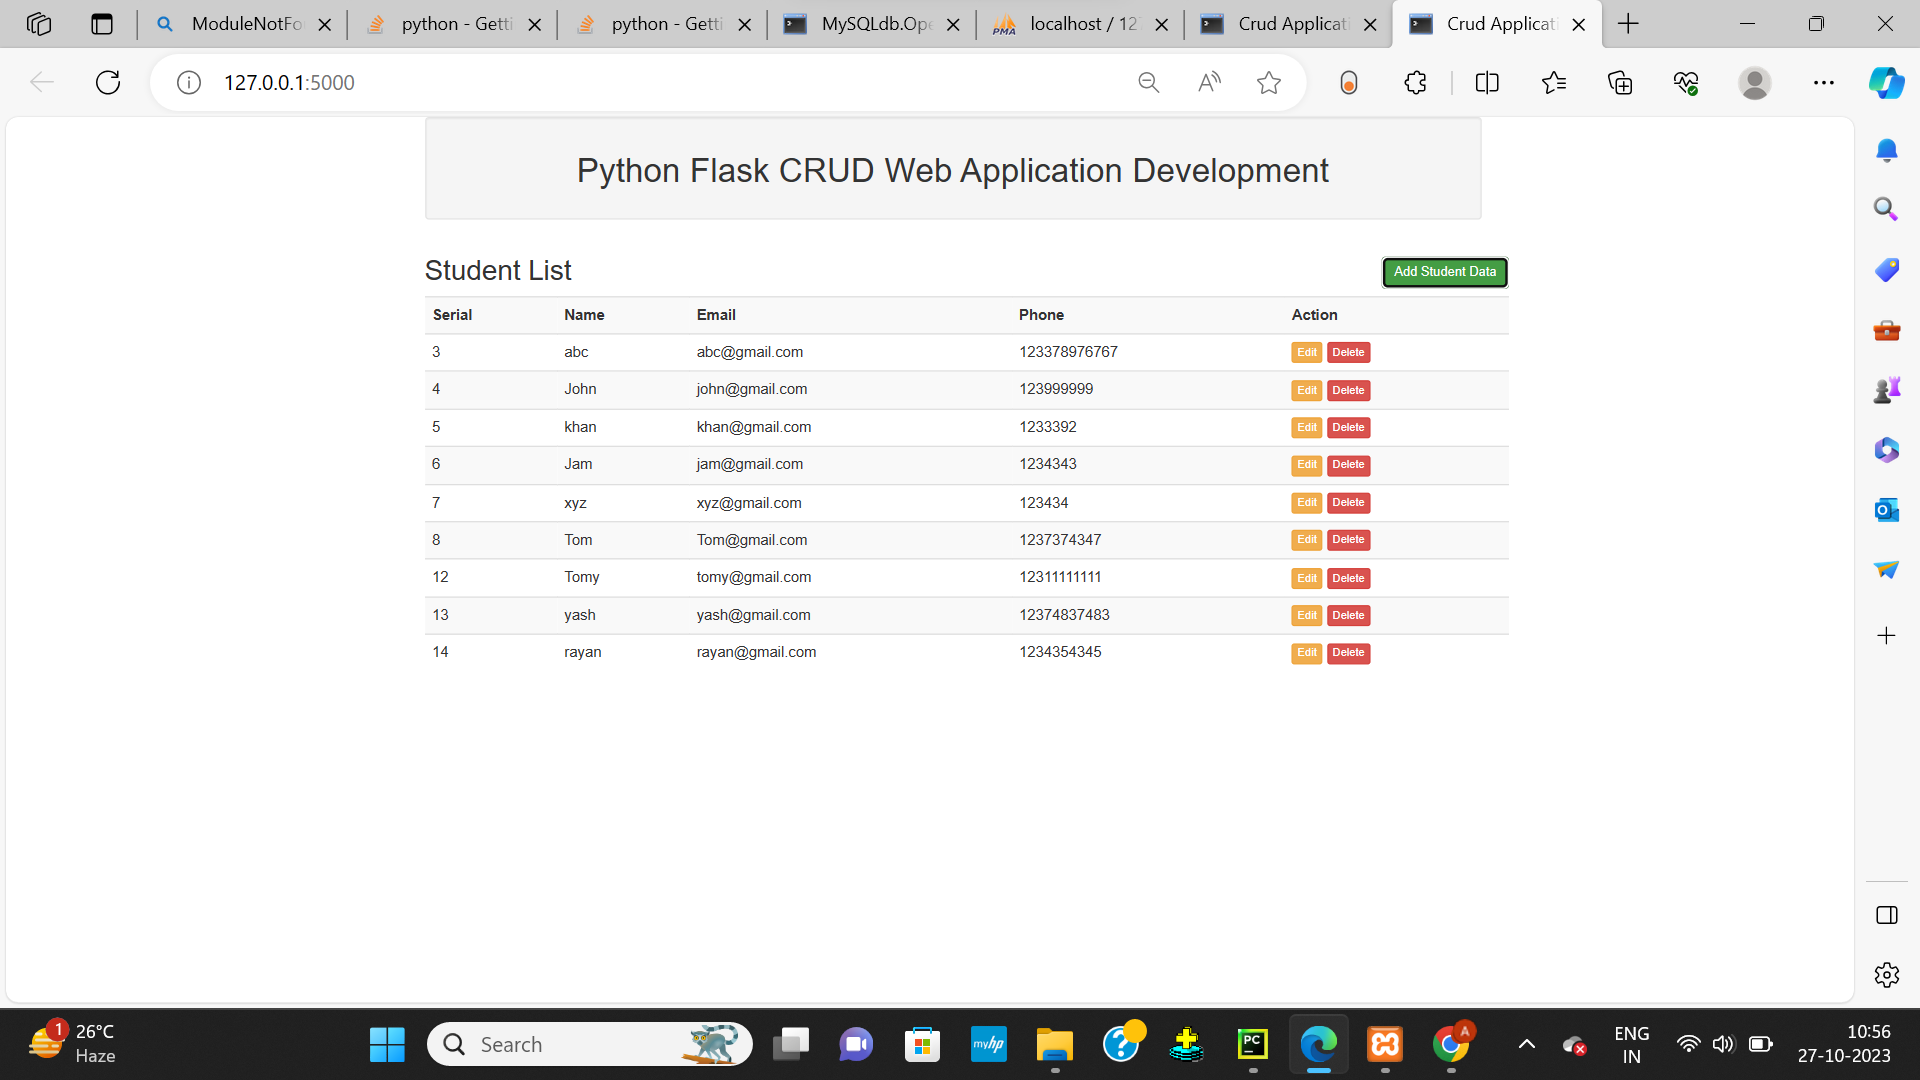 ModuleNotFo
python - Getti
python - Getti
MySQLdb.Ope
localhost / 12
Crud Applicati
Crud Applicati
127.0.0.1:5000
Python Flask CRUD Web Application Development
Student List
Add Student Data
Serial Name Email Phone Action
3 abc abc@gmail.com 123378976767 Edit Delete
4 John john@gmail.com 123999999 Edit Delete
5 khan khan@gmail.com 1233392 Edit Delete
6 Jam jam@gmail.com 1234343 Edit Delete
7 xyz xyz@gmail.com 123434 Edit Delete
8 Tom Tom@gmail.com 1237374347 Edit Delete
12 Tomy tomy@gmail.com 12311111111 Edit Delete
13 yash yash@gmail.com 12374837483 Edit Delete
14 rayan rayan@gmail.com 1234354345 Edit Delete
1
26°C
Haze
Search
myhp
PC
A
ENG
IN
10:56
27-10-2023